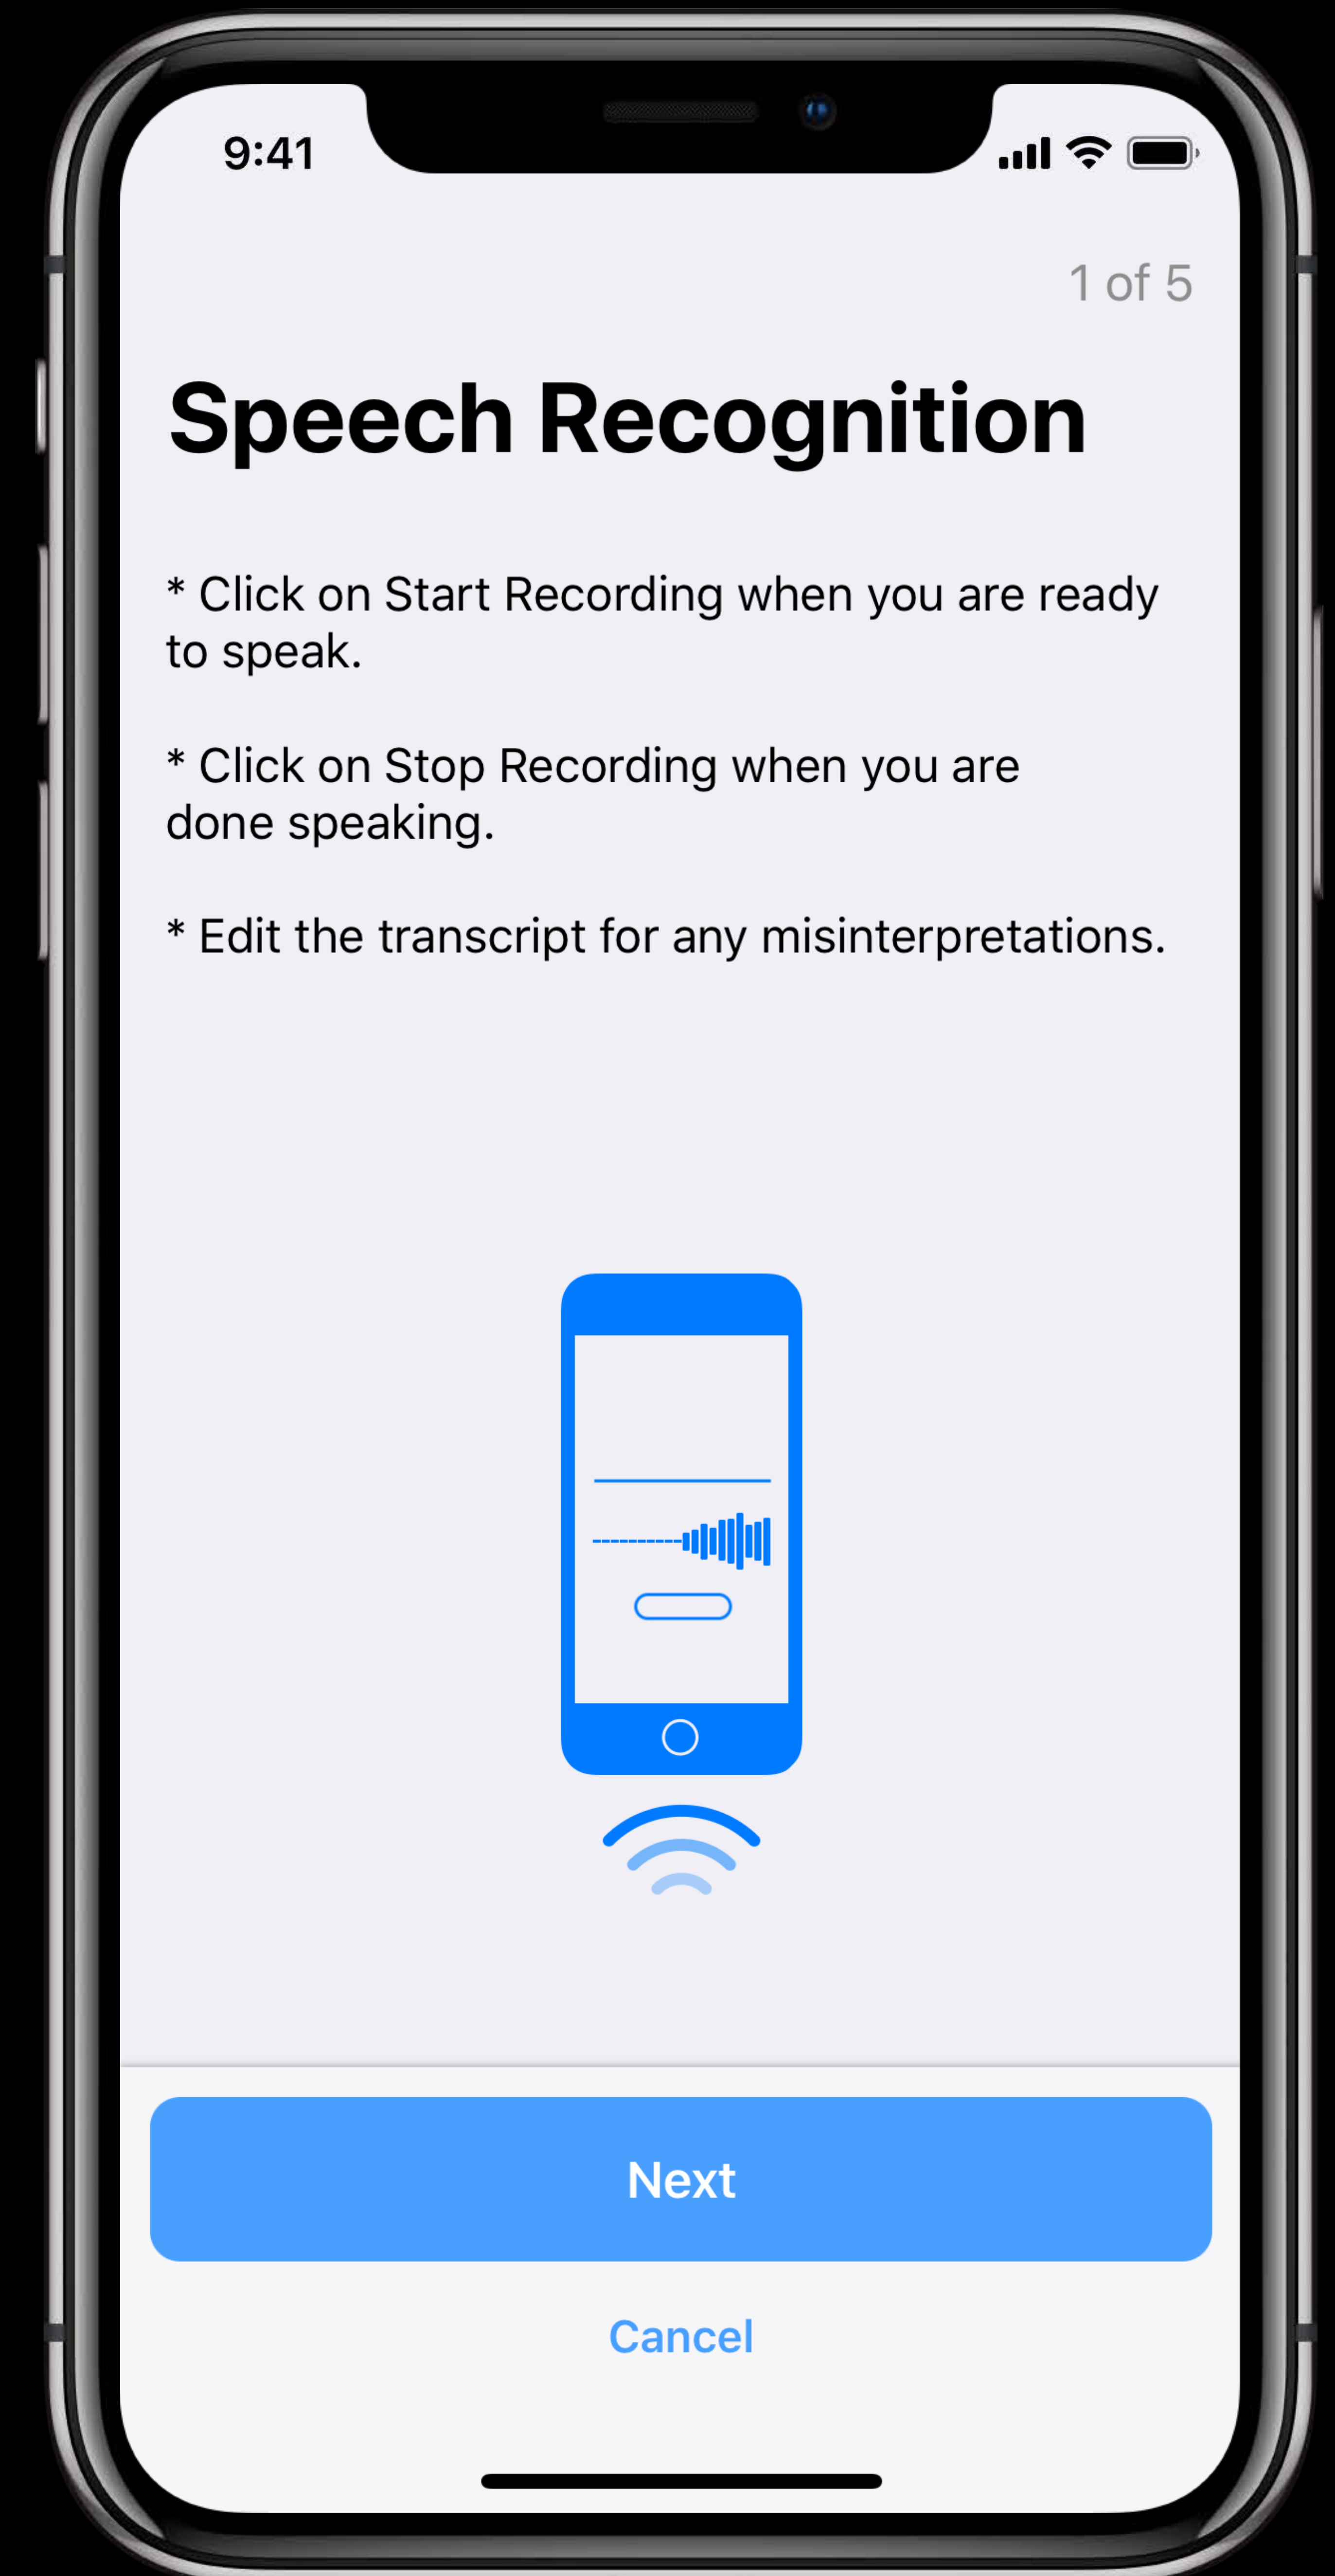 9:41
1 of 5
Speech Recognition
* Click on Start Recording when you are ready
to speak.
* Click on Stop Recording when you are
done speaking.
* Edit the transcript for any misinterpretations.
Next
Cancel